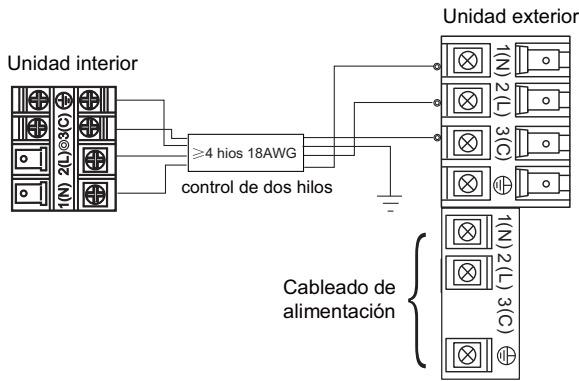 Unidad exterior
Unidad interior
1(N) 2(L) 3(C)
1(N) 2(L) 3(C)
≥4 hios 18AWG
control de dos hilos
1(N) 2(L) 3(C)
Cableado de
alimentación